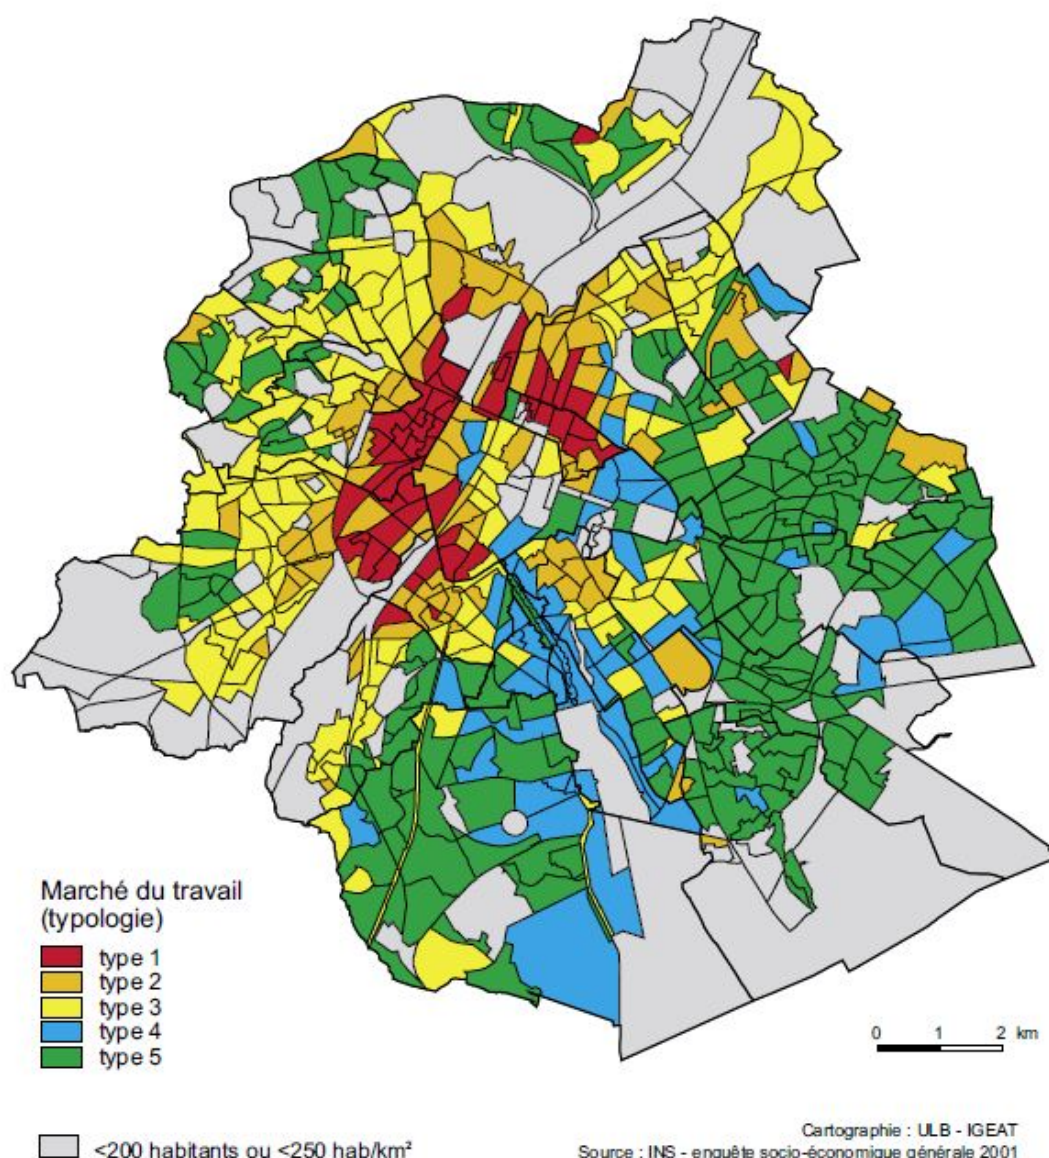 Marché du travail
(typologie)
type 1
type 2
type 3
type 4
type 5
0 1 2 km
<200 habitants ou <250 hab/km²
Cartographie : ULB - IGEAT
Source : INS - enquête socio-économique générale 2001